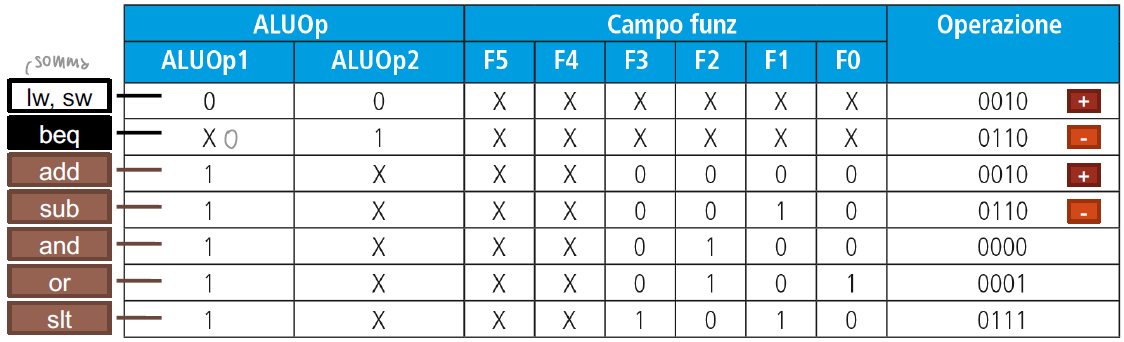 ALUOp Campo funz Operazione
somma ALUOp1 ALUOp2 F5 F4 F3 F2 F1 F0
lw, sw 0 0 X X X X X X 0010 +
beq X 0 1 X X X X X X 0110 -
add 1 X X X 0 0 0 0 0010 +
sub 1 X X X 0 0 1 0 0110 -
and 1 X X X 0 1 0 0 0000
or 1 X X X 0 1 0 1 0001
slt 1 X X X 1 0 1 0 0111